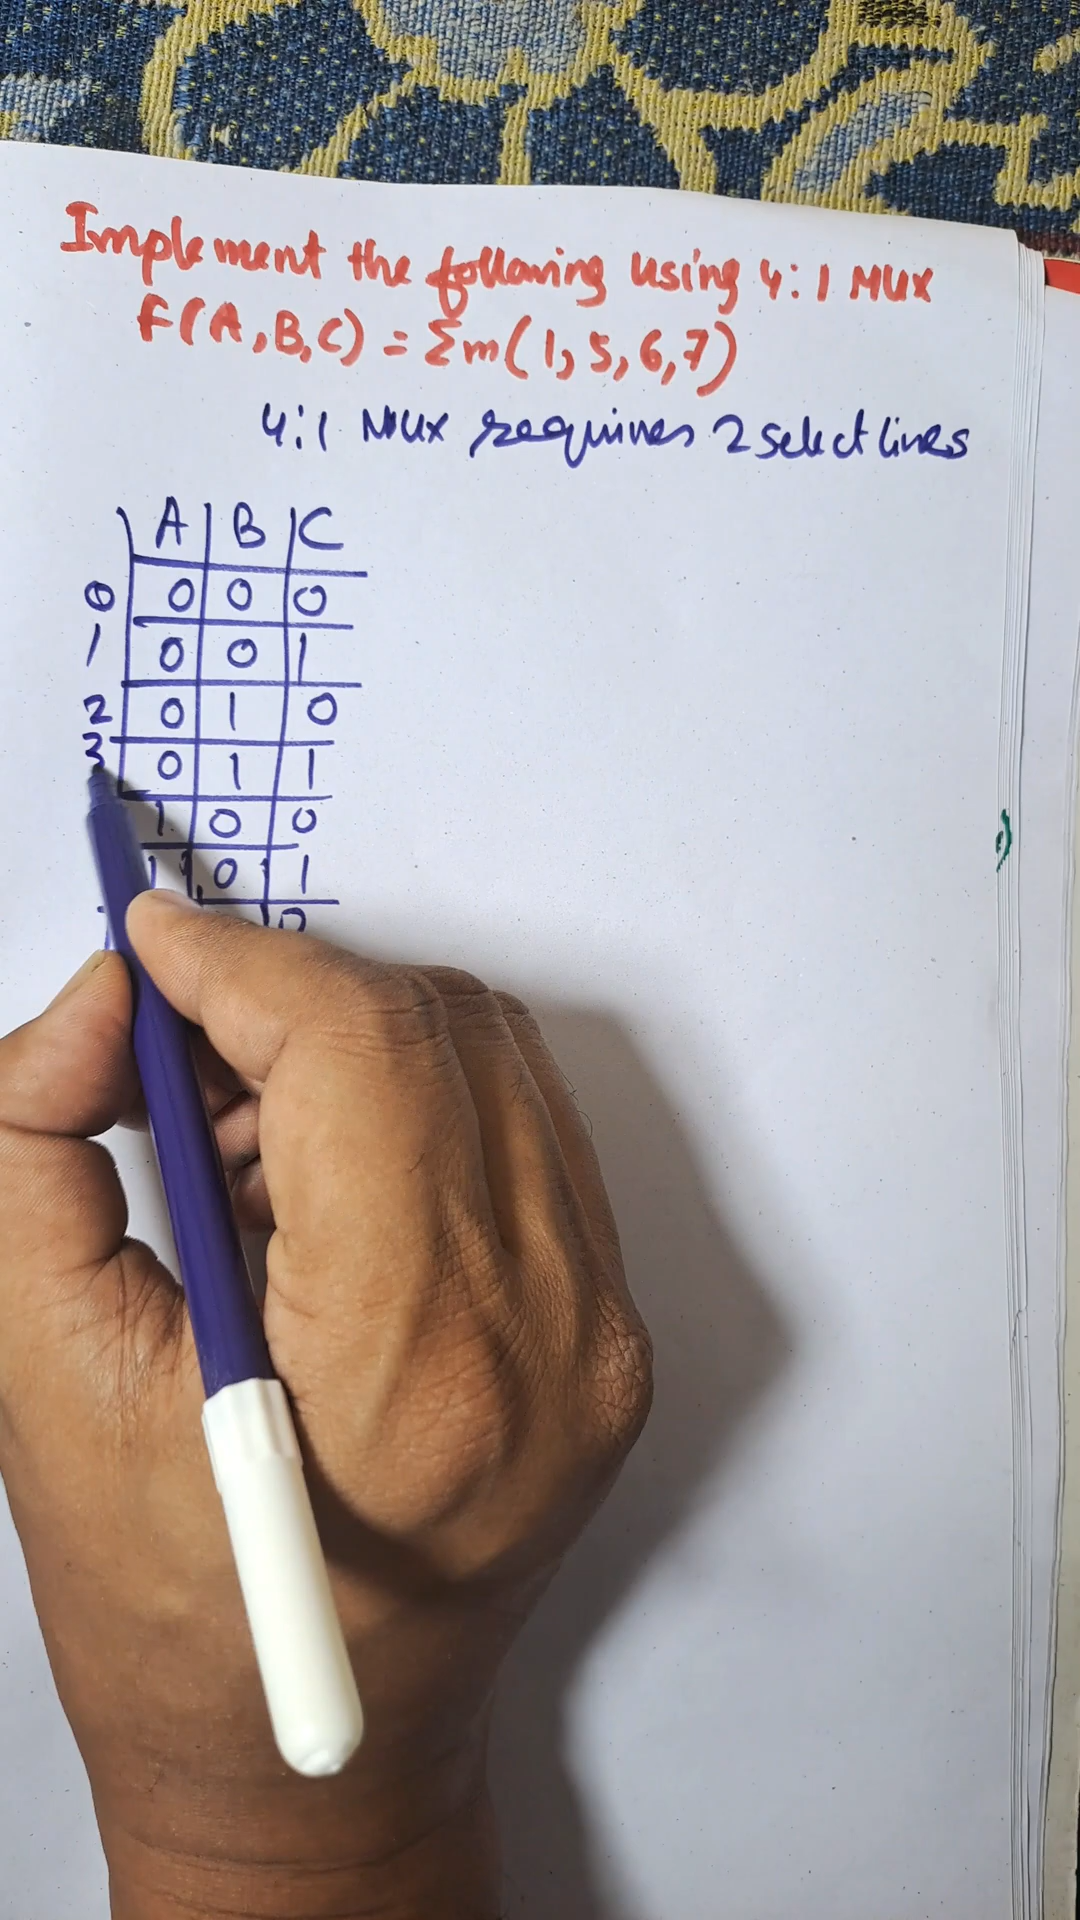 Implement the following using 4:1 MUX
F(A,B,C) = Σm(1,5,6,7)
4:1 MUX requires 2 select lines
A B C
0 0 0 0
1 0 0 1
2 0 1 0
3 0 1 1
1 0 0
1 0 1
0